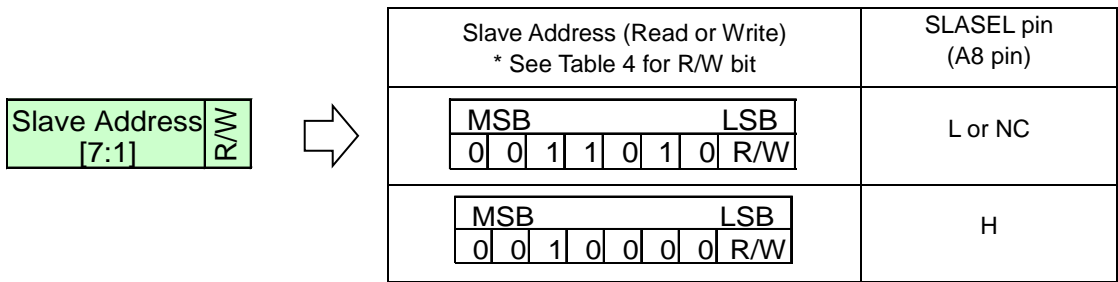 Slave Address
[7:1]
R/W
Slave Address (Read or Write)
* See Table 4 for R/W bit
SLASEL pin
(A8 pin)
MSB LSB
0 0 1 1 0 1 0 R/W
L or NC
MSB LSB
0 0 1 0 0 0 0 R/W
H